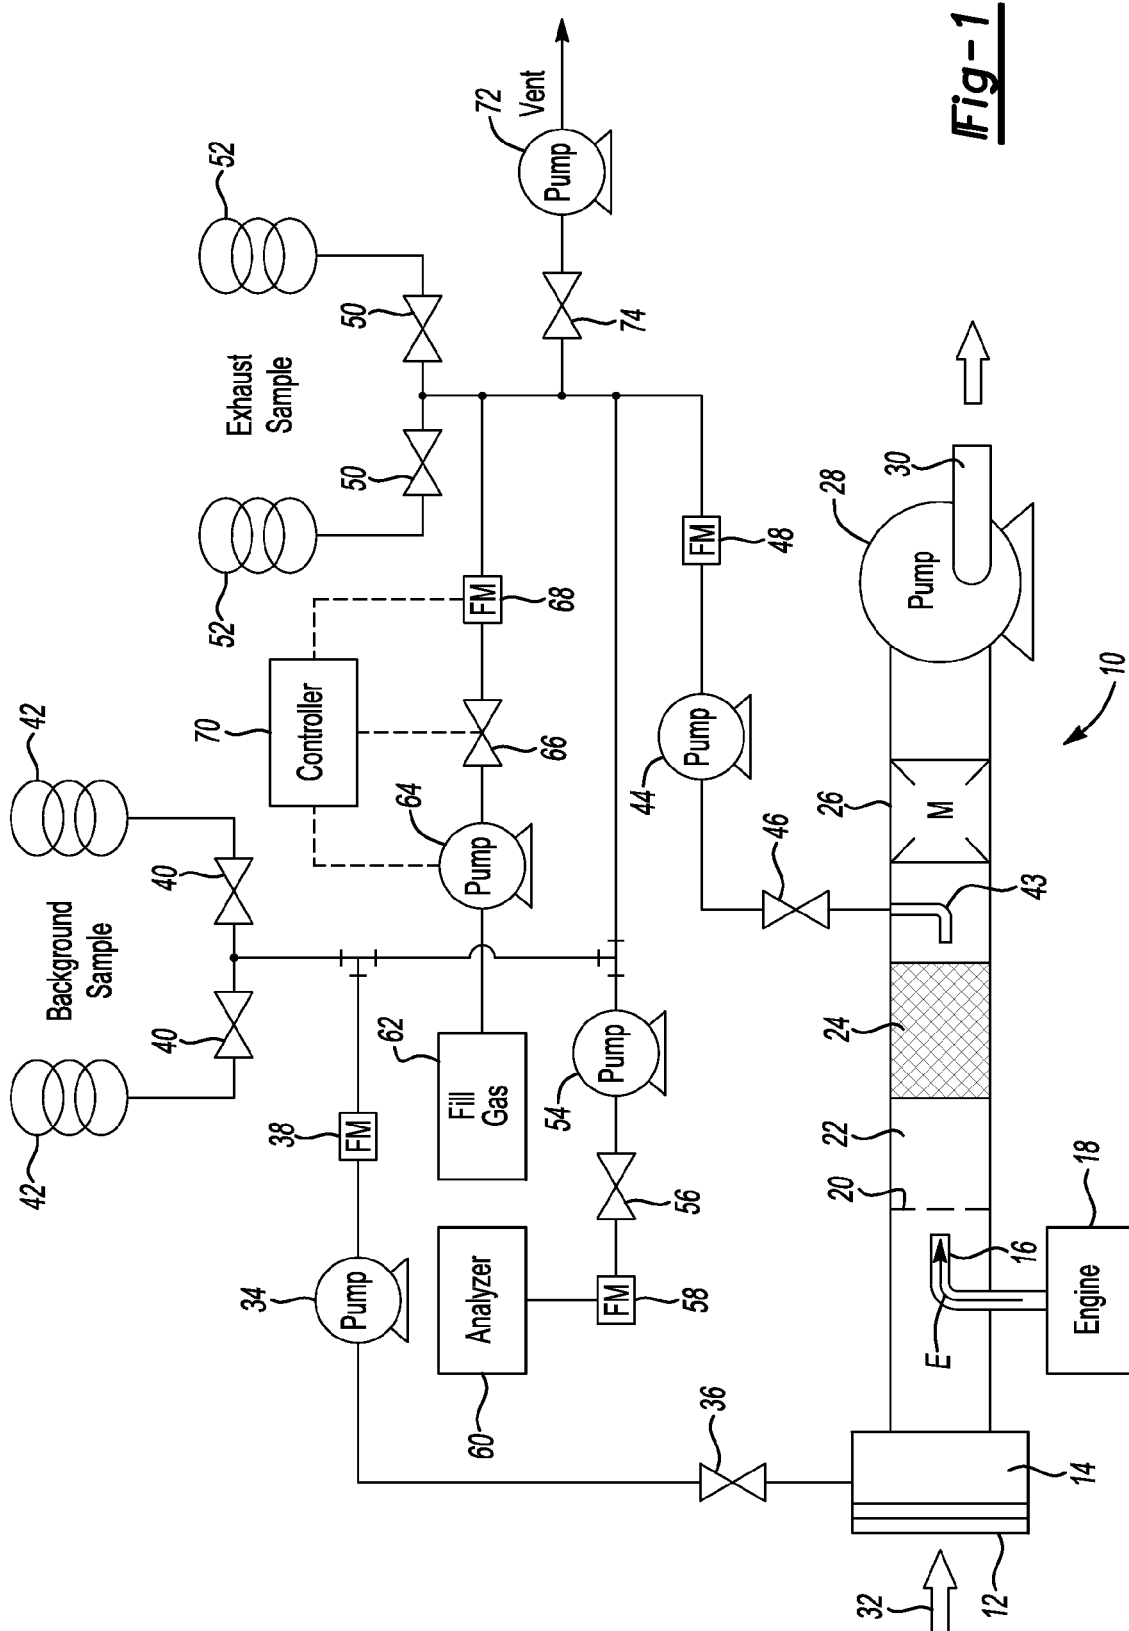 42
42
Background
Sample
40
40
52
52
Exhaust
Sample
50
50
70
Controller
34
Pump
38
FM
62
Fill
Gas
64
Pump
66
FM
68
72
Pump
Vent
74
60
Analyzer
54
Pump
56
FM
58
44
Pump
FM
48
46
36
32
12
14
E
16
Engine
18
20
22
24
43
26
M
28
Pump
30
10
Fig-1